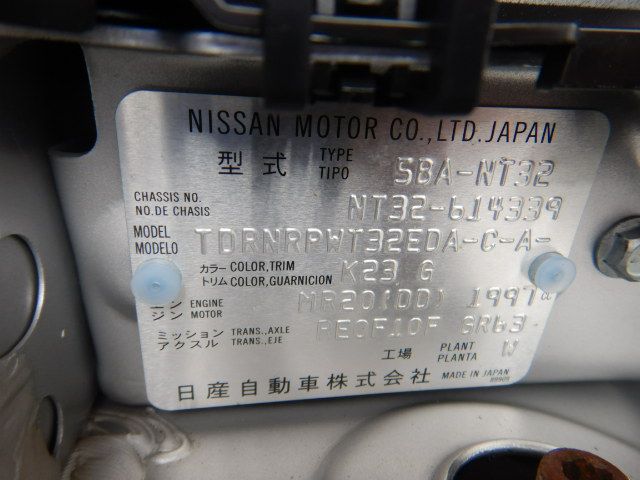 NISSAN MOTOR CO.,LTD.JAPAN
型式 TYPE TIPO 5BA-NT32
CHASSIS NO. NO.DE CHASIS NT32-614339
MODEL MODELO TDRNRPWT32EDA-C-A-
カラー COLOR,TRIM トリム COLOR,GUARNICION K23 G
ジン ENGINE MOTOR MR20(DD) 1997
ミッション TRANS.,AXLE アクスル TRANS.,EJE RE0F10F GR63
工場 PLANT PLANTA W
日産自動車株式会社 MADE IN JAPAN